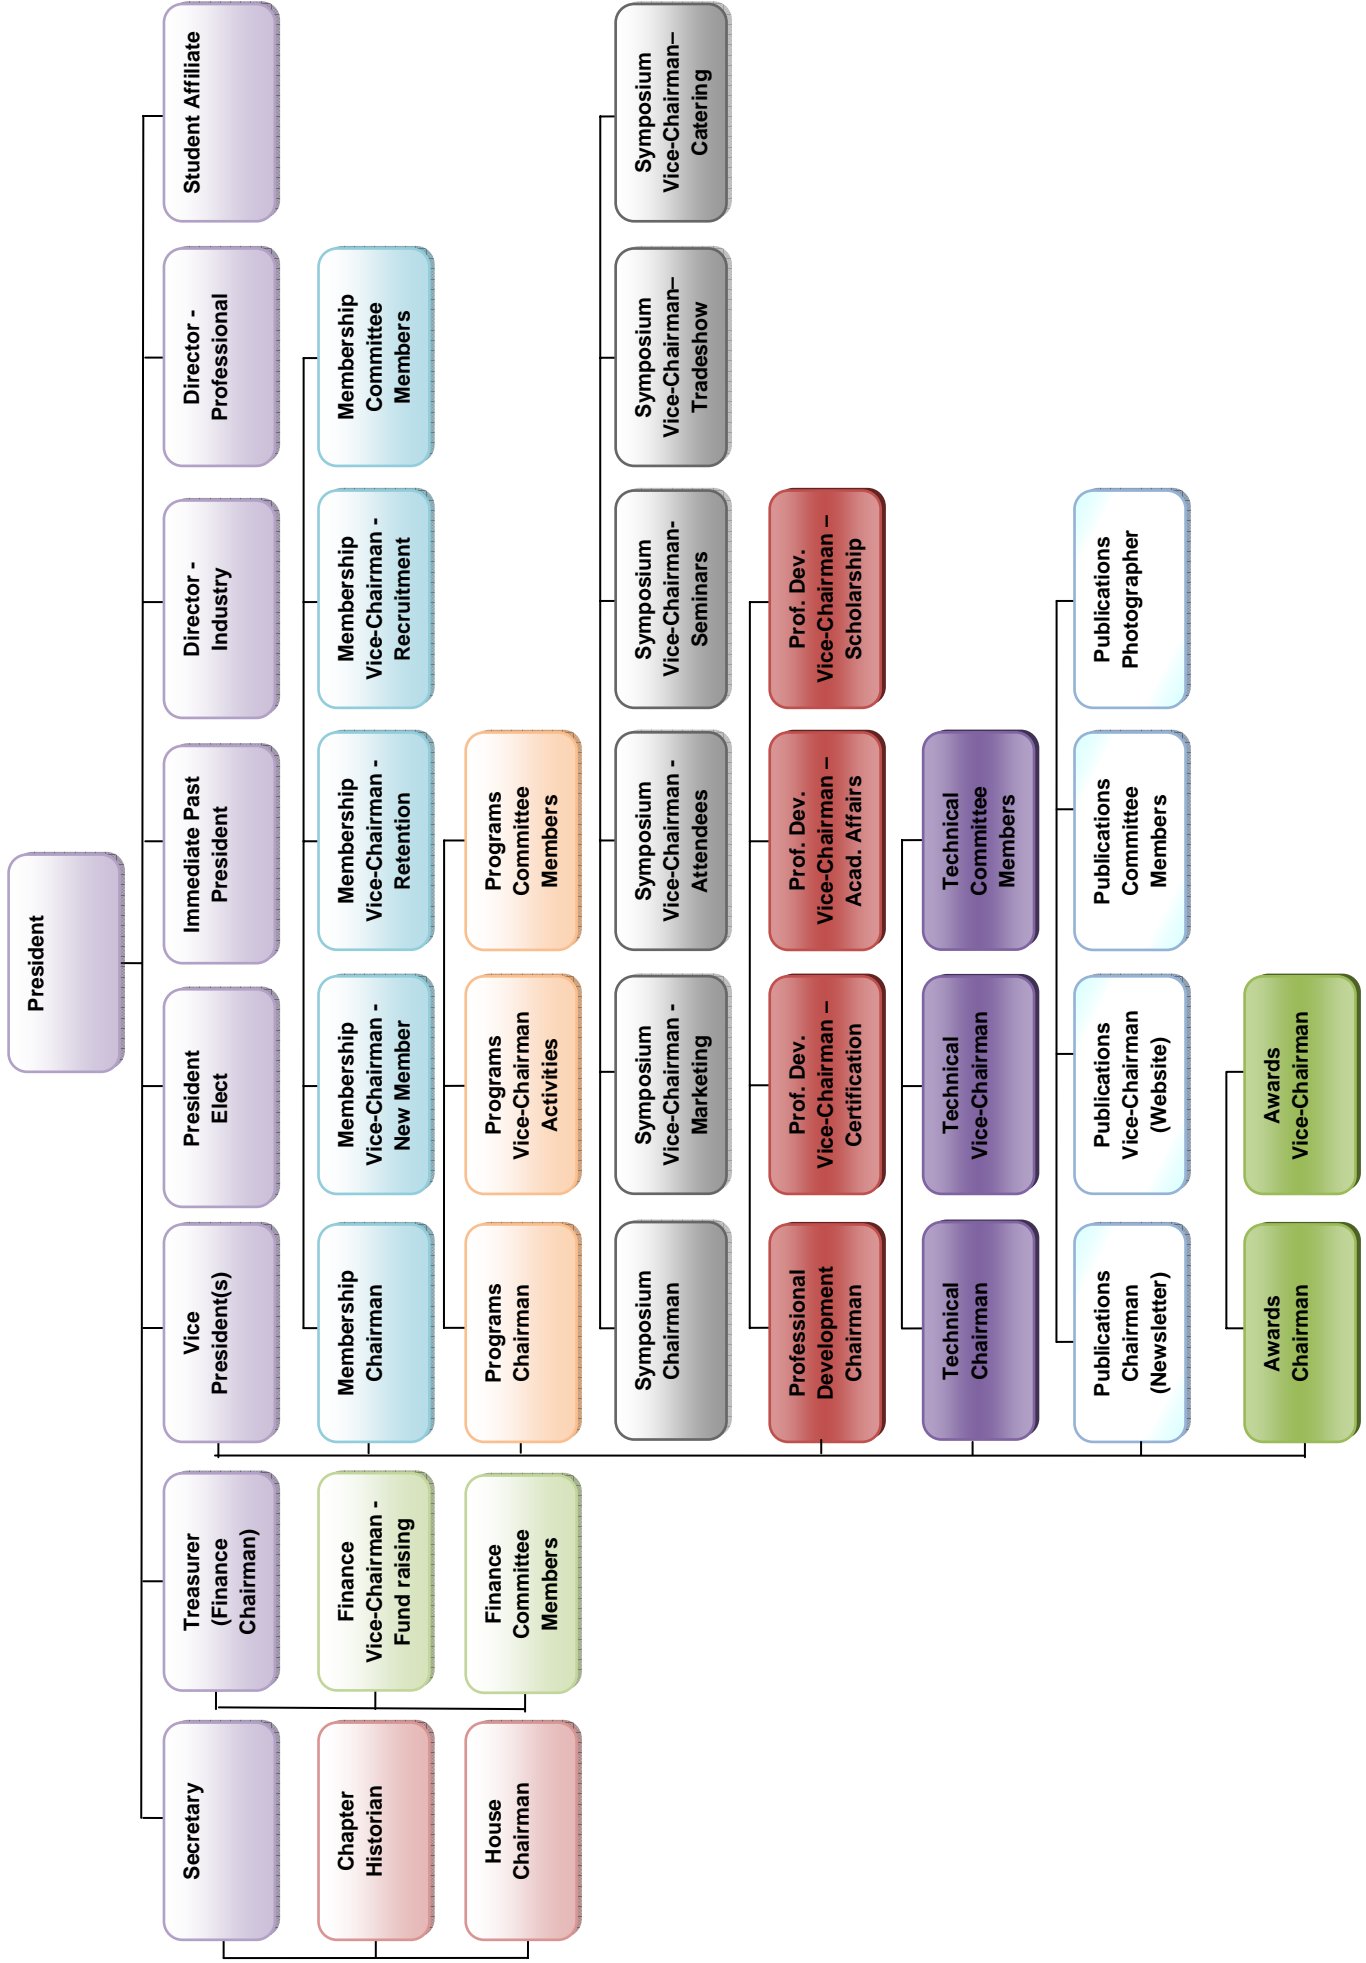 President
Secretary
Treasurer
(Finance
Chairman)
Vice
President(s)
President
Elect
Immediate Past
President
Director -
Industry
Director -
Professional
Student Affiliate
Chapter
Historian
Finance
Vice-Chairman -
Fund raising
Membership
Chairman
Membership
Vice-Chairman -
New Member
Membership
Vice-Chairman -
Retention
Membership
Vice-Chairman -
Recruitment
Membership
Committee
Members
House
Chairman
Finance
Committee
Members
Programs
Chairman
Programs
Vice-Chairman
Activities
Programs
Committee
Members
Symposium
Chairman
Symposium
Vice-Chairman -
Marketing
Symposium
Vice-Chairman -
Attendees
Symposium
Vice-Chairman-
Seminars
Symposium
Vice-Chairman–
Tradeshow
Symposium
Vice-Chairman–
Catering
Professional
Development
Chairman
Prof. Dev.
Vice-Chairman –
Certification
Prof. Dev.
Vice-Chairman –
Acad. Affairs
Prof. Dev.
Vice-Chairman –
Scholarship
Technical
Chairman
Technical
Vice-Chairman
Technical
Committee
Members
Publications
Chairman
(Newsletter)
Publications
Vice-Chairman
(Website)
Publications
Committee
Members
Publications
Photographer
Awards
Chairman
Awards
Vice-Chairman